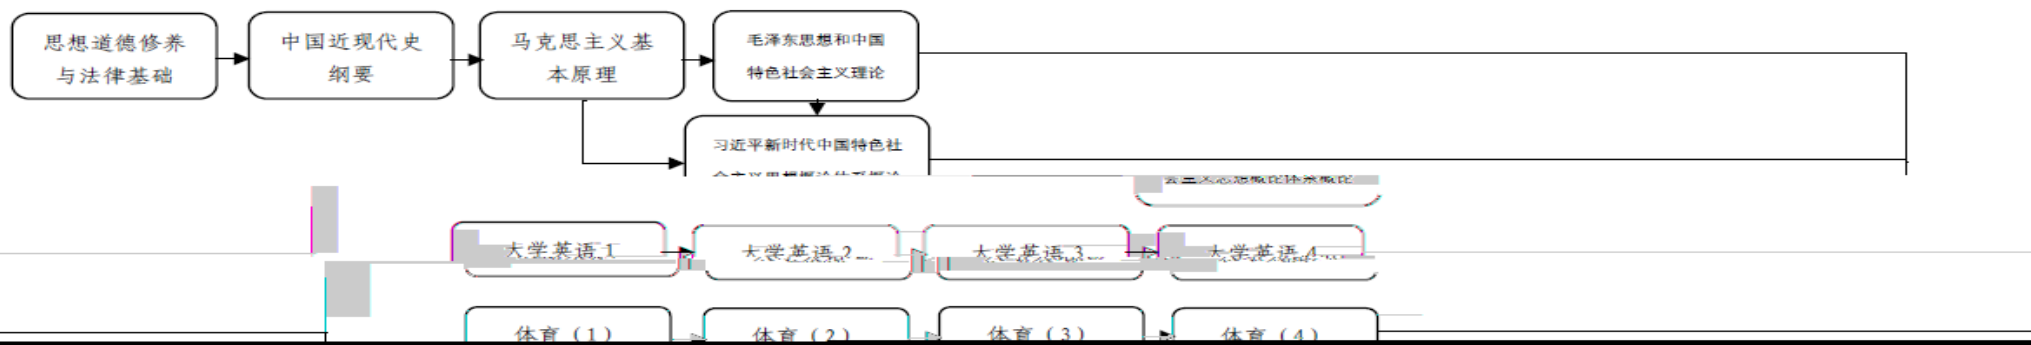 思想道德修养
与法律基础
中国近现代史
纲要
马克思主义基
本原理
毛泽东思想和中国
特色社会主义理论
习近平新时代中国特色社
大学英语 1
大学英语 2
大学英语 3
大学英语 4
体育（1）
体育（2）
体育（3）
体育（4）